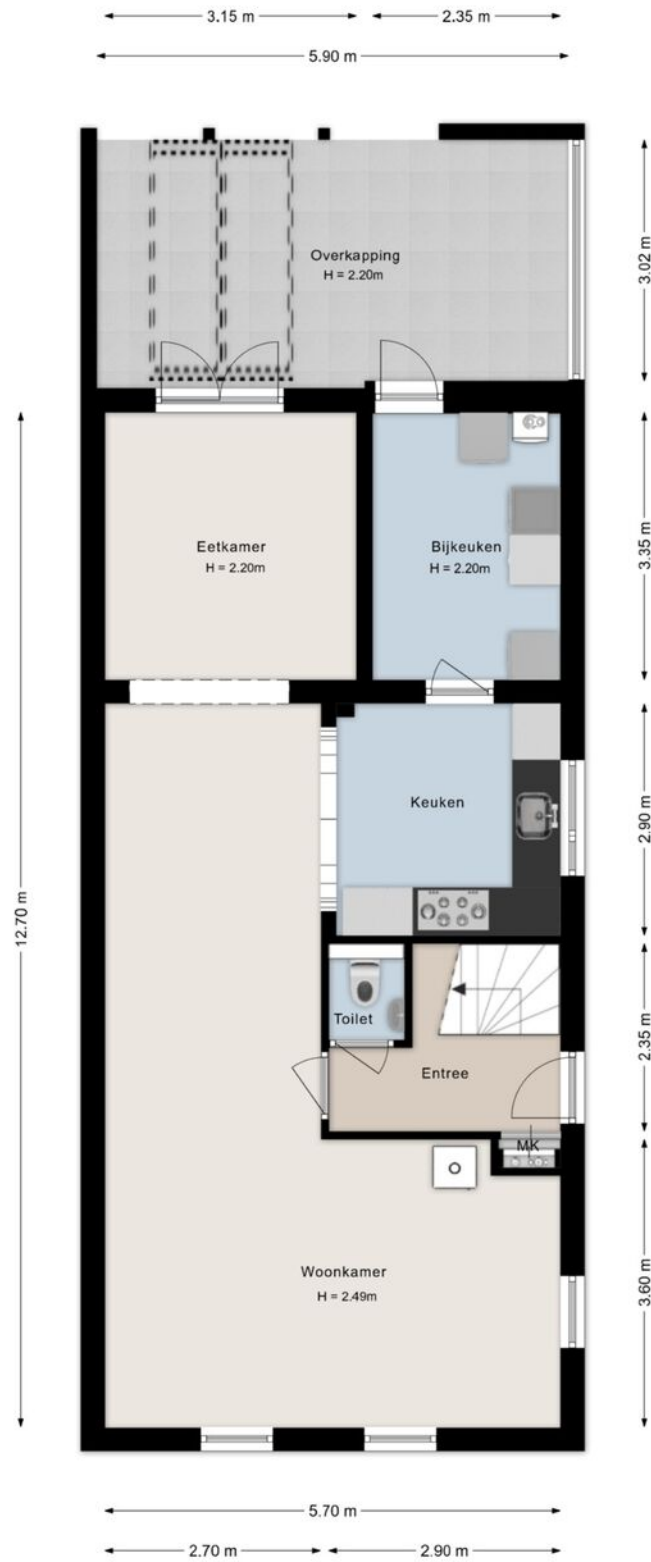 3.15 m
2.35 m
5.90 m
Overkapping
H = 2.20m
3.02 m
Eetkamer
H = 2.20m
Bijkeuken
H = 2.20m
3.35 m
Keuken
2.90 m
12.70 m
Toilet
Entree
2.35 m
MK
Woonkamer
H = 2.49m
3.60 m
5.70 m
2.70 m
2.90 m